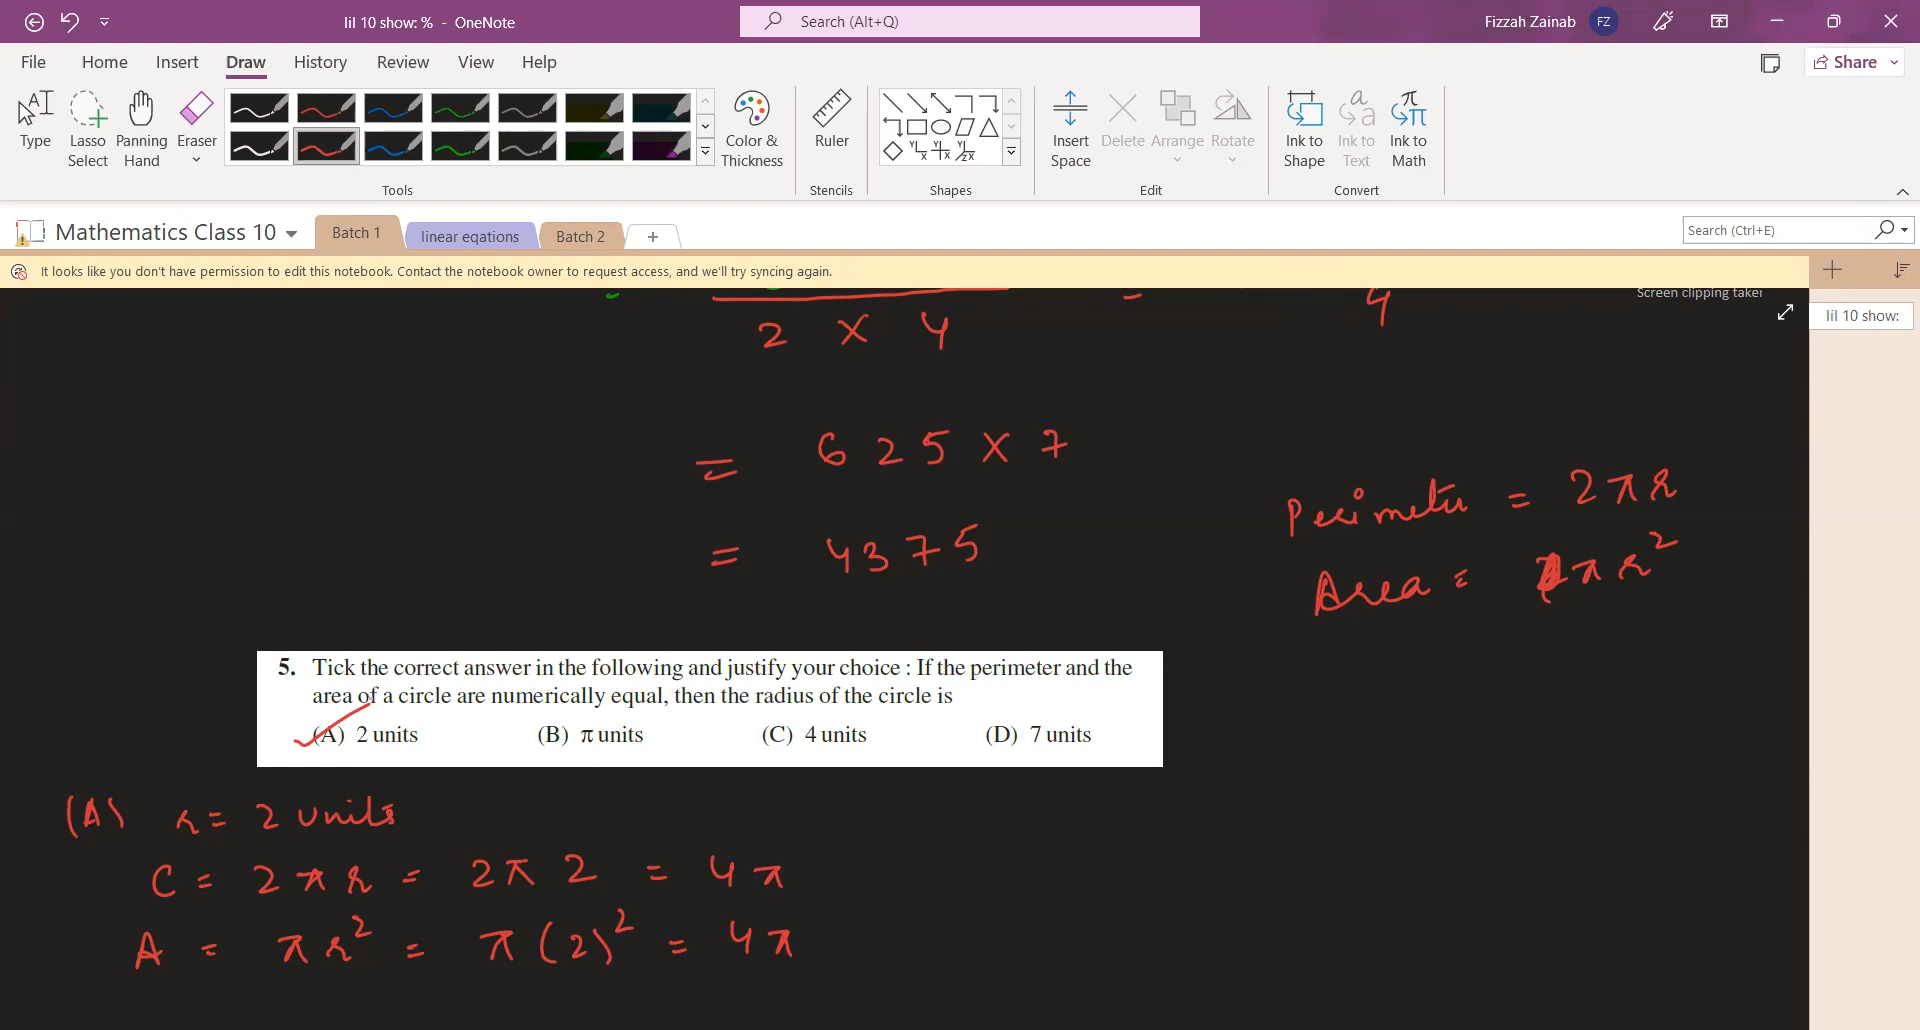 lil 10 show: % - OneNote
Search (Alt+Q)
Fizzah Zainab FZ
File Home Insert Draw History Review View Help
Share
Type
Lasso Select
Panning Hand
Eraser
Color & Thickness
Ruler
Insert Space
Delete
Arrange
Rotate
Ink to Shape
Ink to Text
Ink to Math
Tools Stencils Shapes Edit Convert
Mathematics Class 10 Batch 1 linear eqations Batch 2 +
Search (Ctrl+E)
It looks like you don't have permission to edit this notebook. Contact the notebook owner to request access, and we'll try syncing again.
Screen clipping take
lil 10 show:
2 x 4
4
= 625 x 7
= 4375
Perimeter = 2πr
Area = πr²
5. Tick the correct answer in the following and justify your choice : If the perimeter and the
area of a circle are numerically equal, then the radius of the circle is
(A) 2 units (B) π units (C) 4 units (D) 7 units
(A) r = 2 units
C = 2πr = 2π2 = 4π
A = πr² = π(2)² = 4π